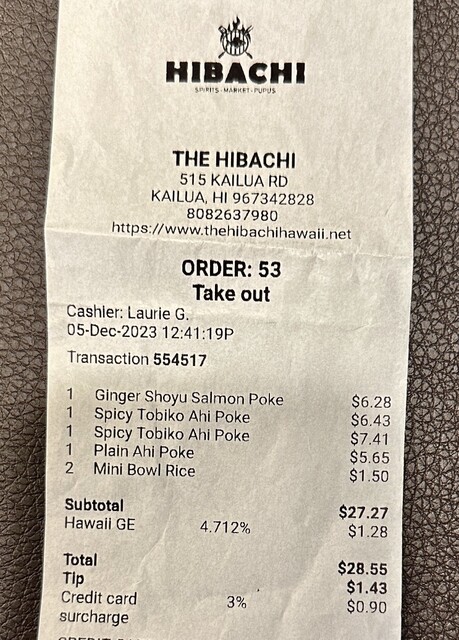 HIBACHI
SPIRITS - MARKET - PUPUS
THE HIBACHI
515 KAILUA RD
KAILUA, HI 967342828
8082637980
https://www.thehibachihawaii.net
ORDER: 53
Take out
Cashier: Laurie G.
05-Dec-2023 12:41:19P
Transaction 554517
1 Ginger Shoyu Salmon Poke $6.28
1 Spicy Tobiko Ahi Poke $6.43
1 Spicy Tobiko Ahi Poke $7.41
1 Plain Ahi Poke $5.65
2 Mini Bowl Rice $1.50
Subtotal $27.27
Hawaii GE 4.712% $1.28
Total $28.55
Tip $1.43
Credit card 3% $0.90
surcharge